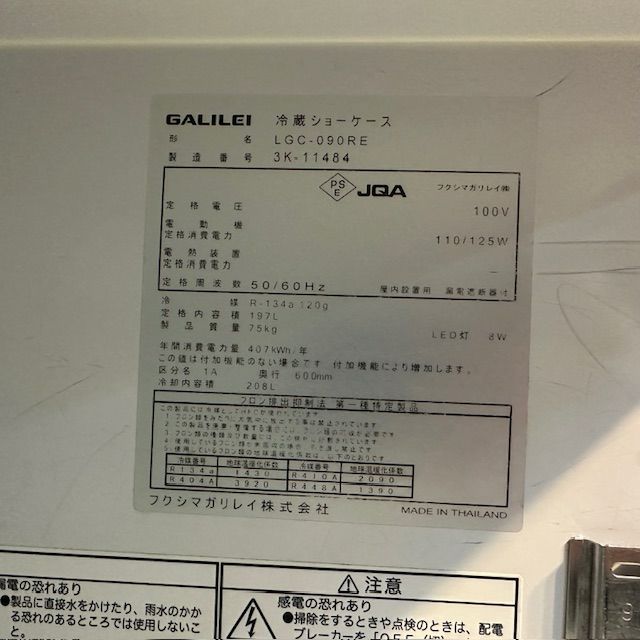 GALILEI 冷蔵ショーケース
形名 LGC-090RE
製造番号 3K-11484
PSE JQA フクシマガリレイ㈱
定格電圧 100V
電動機
定格消費電力 110/125W
電熱装置
定格消費電力 −
定格周波数 50/60Hz 屋内設置用 漏電遮断器付
冷媒 R-134a 120g
定格内容積 197L
製品質量 75kg LED灯 8W
年間消費電力量 407kWh/年
この値は付加機能のない場合です 付加機能により増加します。
区分名 1A 奥行 600mm
冷却内容積 208L
フロン排出抑制法 第一種特定製品
冷媒番号 地球温暖化係数 冷媒番号 地球温暖化係数
R134a 1430 R410A 2090
R404A 3920 R448A 1390
フクシマガリレイ株式会社 MADE IN THAILAND
漏電の恐れあり
●製品に直接水をかけたり、雨水のかか
る恐れのあるところでは使用しないこ
と。
⚠注意
感電の恐れあり
●掃除をするときや点検のときは、配電